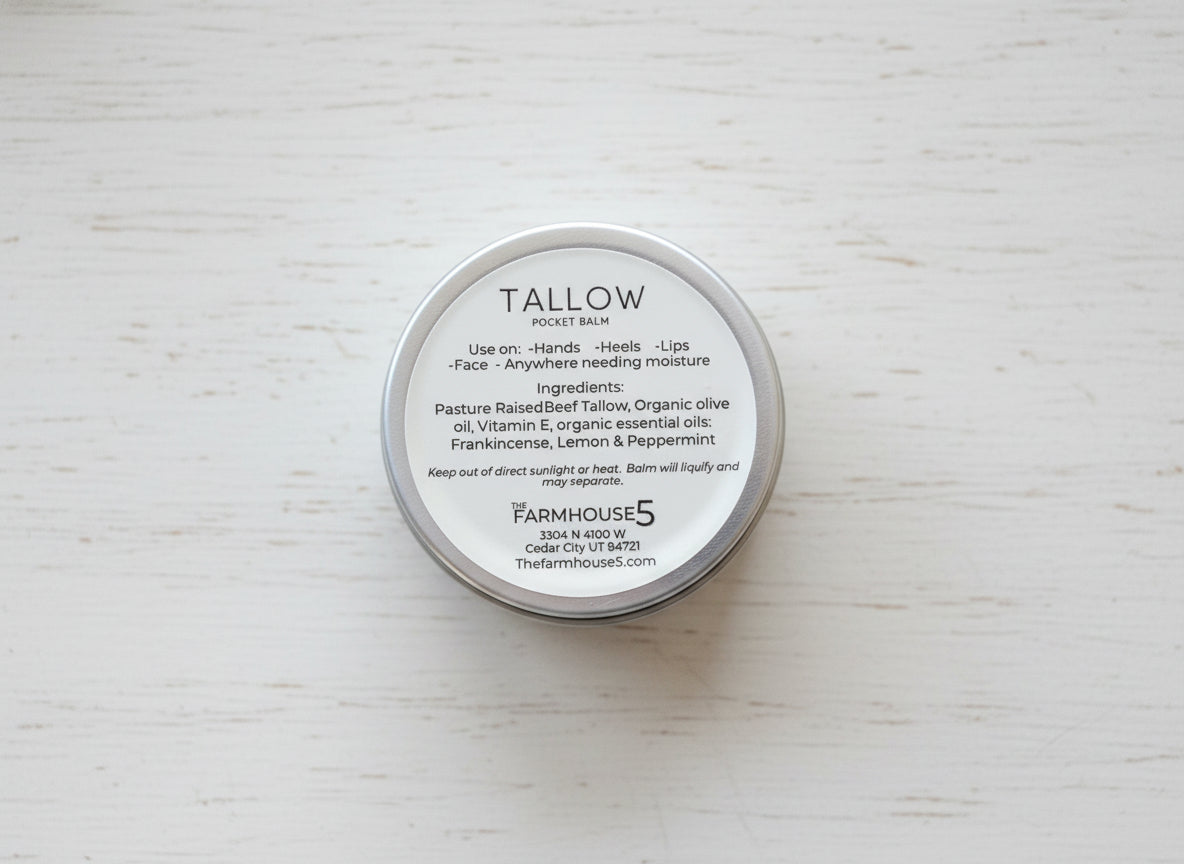 TALLOW
POCKET BALM
Use on: -Hands -Heels -Lips
-Face - Anywhere needing moisture
Ingredients:
Pasture RaisedBeef Tallow, Organic olive
oil, Vitamin E, organic essential oils:
Frankincense, Lemon & Peppermint
Keep out of direct sunlight or heat. Balm will liquify and
may separate.
THE
FARMHOUSE5
3304 N 4100 W
Cedar City UT 84721
Thefarmhouse5.com